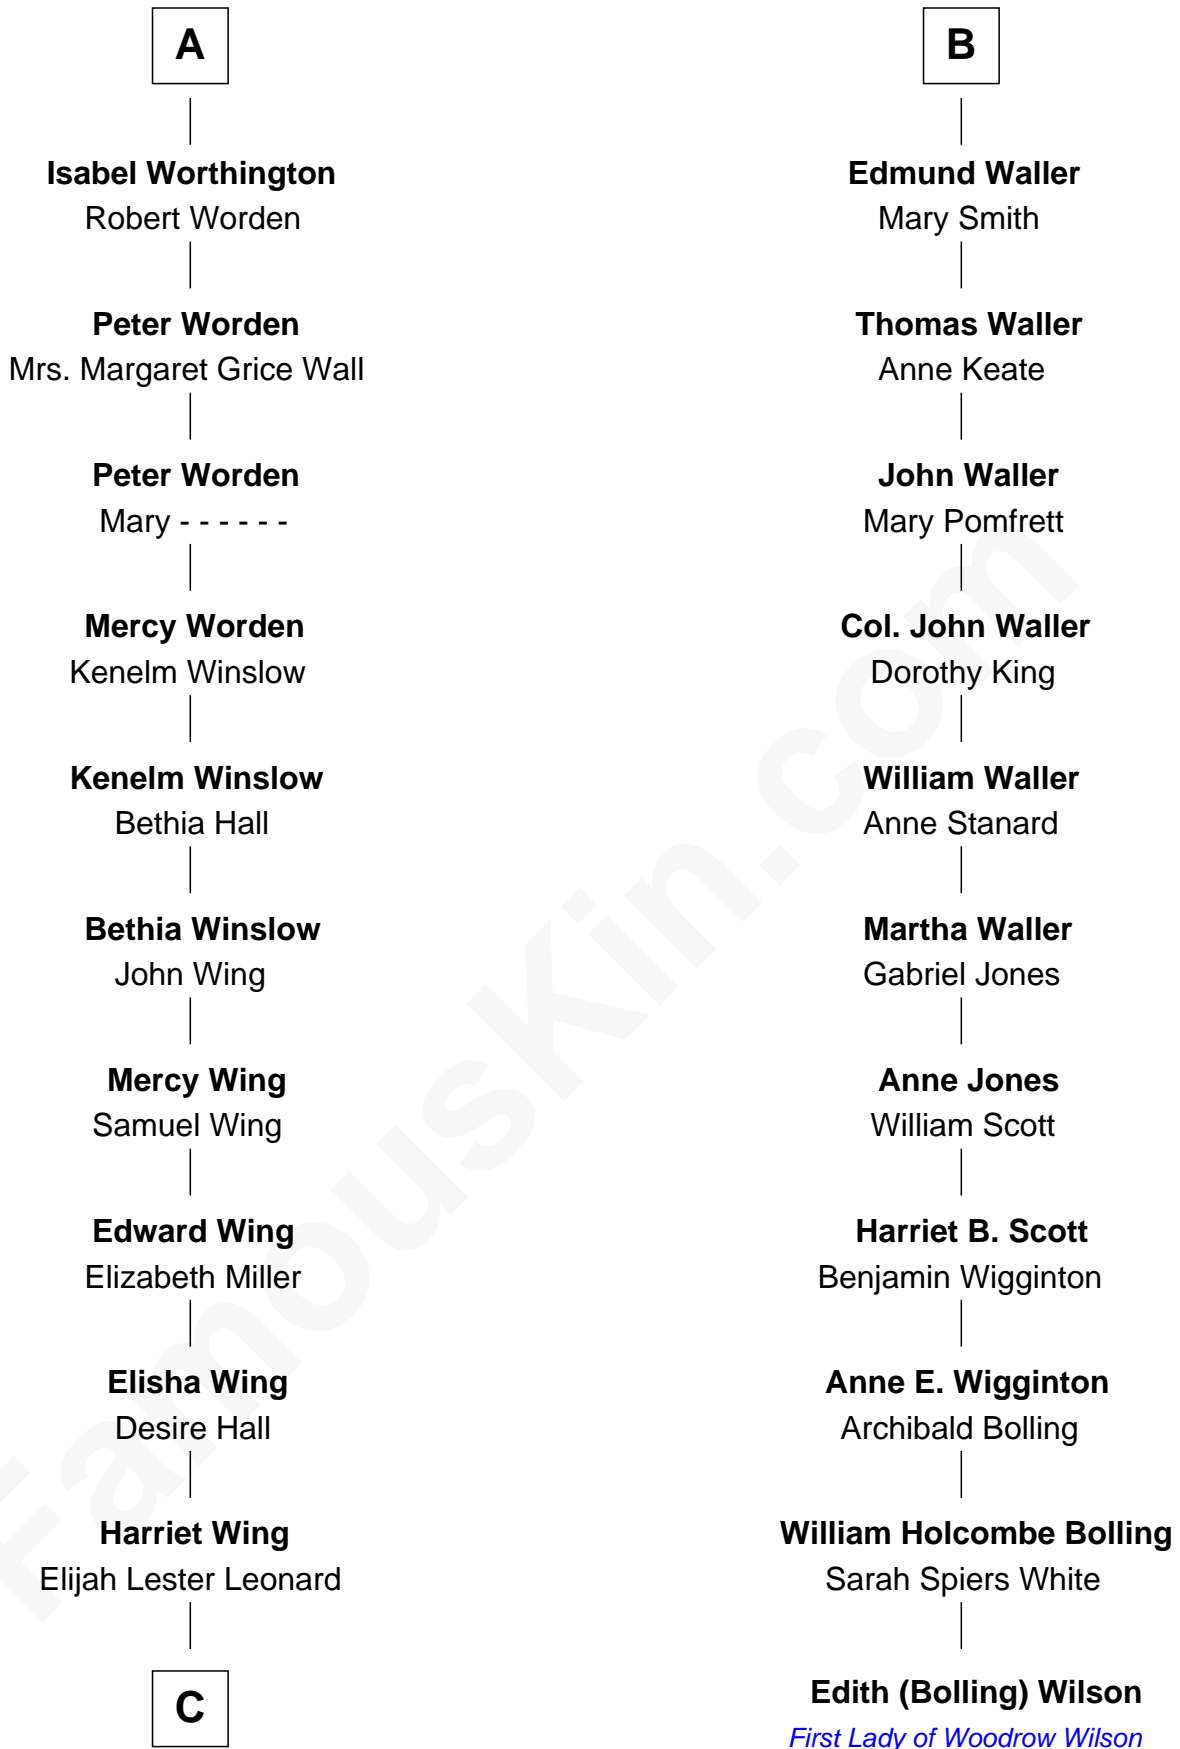 A
Isabel Worthington
Robert Worden
Peter Worden
Mrs. Margaret Grice Wall
Peter Worden
Mary - - - - - -
Mercy Worden
Kenelm Winslow
Kenelm Winslow
Bethia Hall
Bethia Winslow
John Wing
Mercy Wing
Samuel Wing
Edward Wing
Elizabeth Miller
Elisha Wing
Desire Hall
Harriet Wing
Elijah Lester Leonard
C
B
Edmund Waller
Mary Smith
Thomas Waller
Anne Keate
John Waller
Mary Pomfrett
Col. John Waller
Dorothy King
William Waller
Anne Stanard
Martha Waller
Gabriel Jones
Anne Jones
William Scott
Harriet B. Scott
Benjamin Wigginton
Anne E. Wigginton
Archibald Bolling
William Holcombe Bolling
Sarah Spiers White
Edith (Bolling) Wilson
First Lady of Woodrow Wilson
FamousKin.com